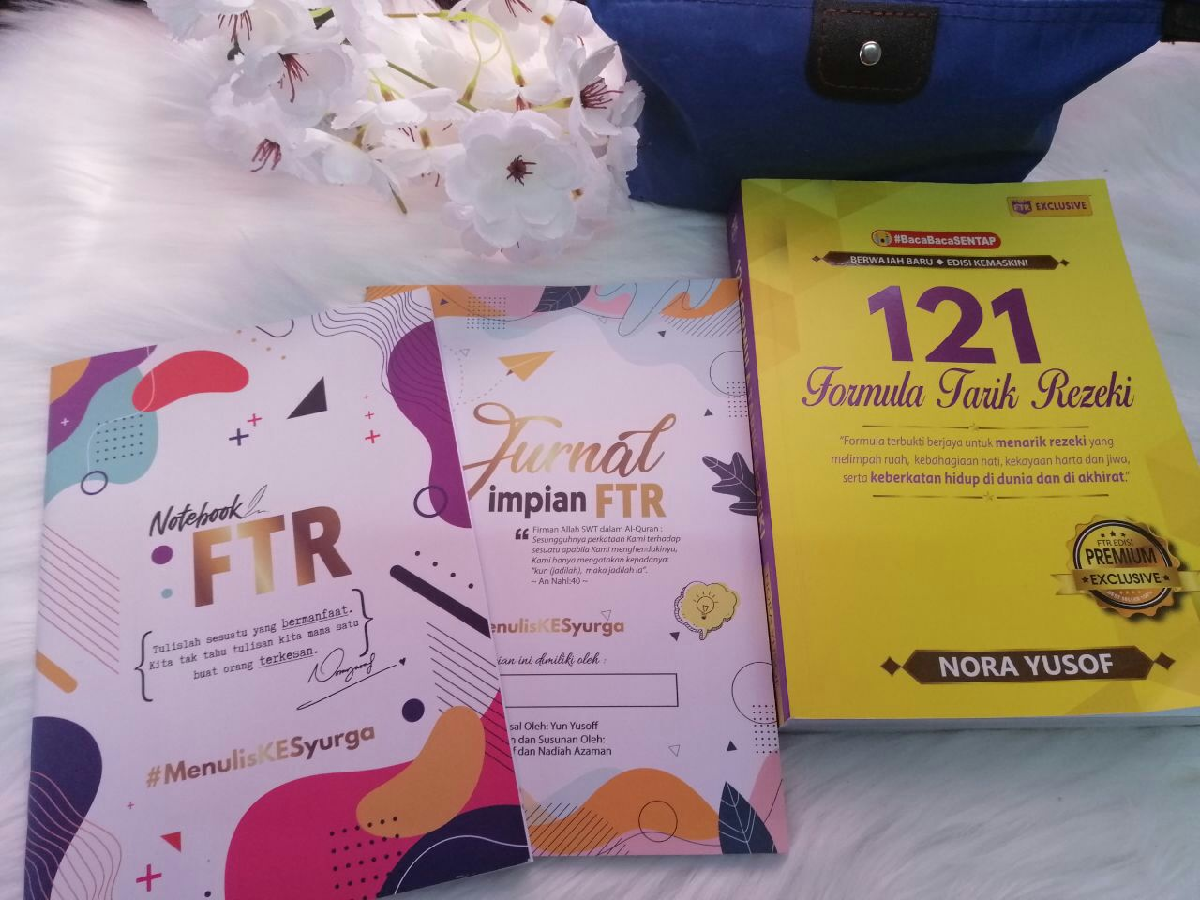 Notebook
FTR
Tulislah sesuatu yang bermanfaat.
Kita tak tahu tulisan kita mana satu
buat orang terkesan.
#MenulisKESyurga
Jurnal
impian FTR
"Firman Allah SWT dalam Al-Quran :
Sesungguhnya perkataan Kami terhadap
sesuatu apabila Kami menghendakinya,
Kami hanya mengatakan kepadanya
"kun (jadilah), maka jadilah ia".
~ An Nahl:40 ~
enulisKESyurga
ian ini dimiliki oleh :
sal Oleh: Yun Yusoff
n dan Susunan Oleh:
f dan Nadiah Azaman
FTR EXCLUSIVE
#BacaBacaSENTAP
BERWAJAH BARU ◆ EDISI KEMASKINI
121
Formula Tarik Rezeki
"Formula terbukti berjaya untuk menarik rezeki yang
melimpah ruah, kebahagiaan hati, kekayaan harta dan jiwa,
serta keberkatan hidup di dunia dan di akhirat."
FTR EDISI
PREMIUM
EXCLUSIVE
NORA YUSOF